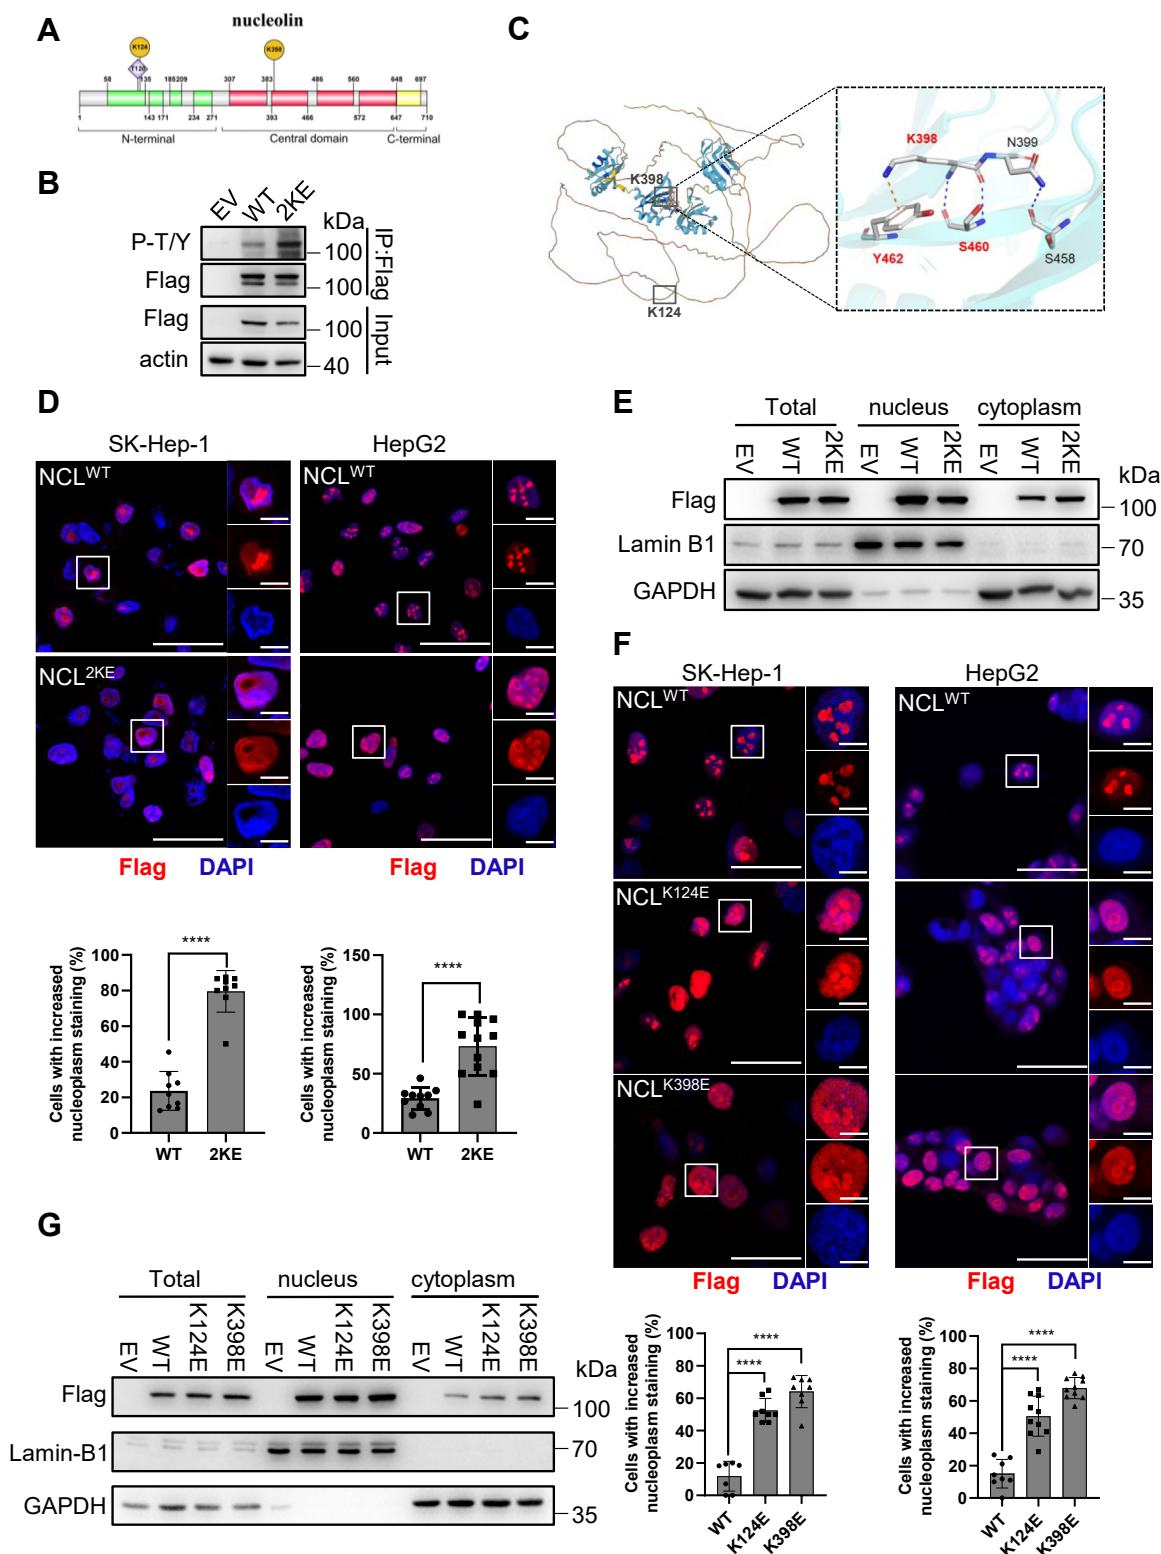 A
nucleolin
K124
K398
T120
58
135
185
209
307
383
486
560
648
697
1
143
171
234
271
393
466
572
647
710
N-terminal
Central domain
C-terminal
B
EV
WT
2KE
kDa
P-T/Y
100
Flag
100
IP:Flag
Flag
100
actin
40
Input
C
K398
K124
K398
N399
Y462
S460
S458
D
SK-Hep-1
HepG2
NCLWT
NCLWT
NCL2KE
Flag DAPI
Flag DAPI
Cells with increased
nucleoplasm staining (%)
100
80
60
40
20
0
****
WT
2KE
Cells with increased
nucleoplasm staining (%)
150
100
50
0
****
WT
2KE
E
Total
nucleus
cytoplasm
EV
WT
2KE
EV
WT
2KE
EV
WT
2KE
kDa
Flag
100
Lamin B1
70
GAPDH
35
F
SK-Hep-1
HepG2
NCLWT
NCLWT
NCLK124E
NCLK398E
Flag DAPI
Flag DAPI
Cells with increased
nucleoplasm staining (%)
100
80
60
40
20
0
****
****
WT
K124E
K398E
Cells with increased
nucleoplasm staining (%)
100
80
60
40
20
0
****
****
WT
K124E
K398E
G
Total
nucleus
cytoplasm
EV
WT
K124E
K398E
EV
WT
K124E
K398E
EV
WT
K124E
K398E
kDa
Flag
100
Lamin-B1
70
GAPDH
35